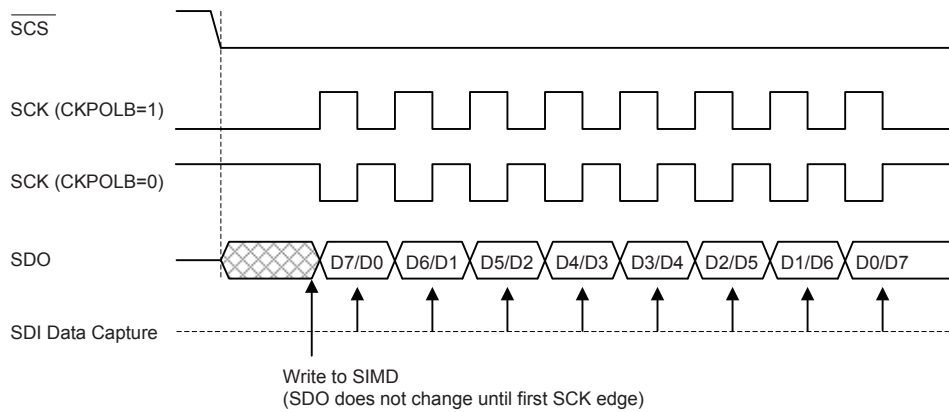 SCS
SCK (CKPOLB=1)
SCK (CKPOLB=0)
SDO
D7/D0 D6/D1 D5/D2 D4/D3 D3/D4 D2/D5 D1/D6 D0/D7
SDI Data Capture
Write to SIMD
(SDO does not change until first SCK edge)